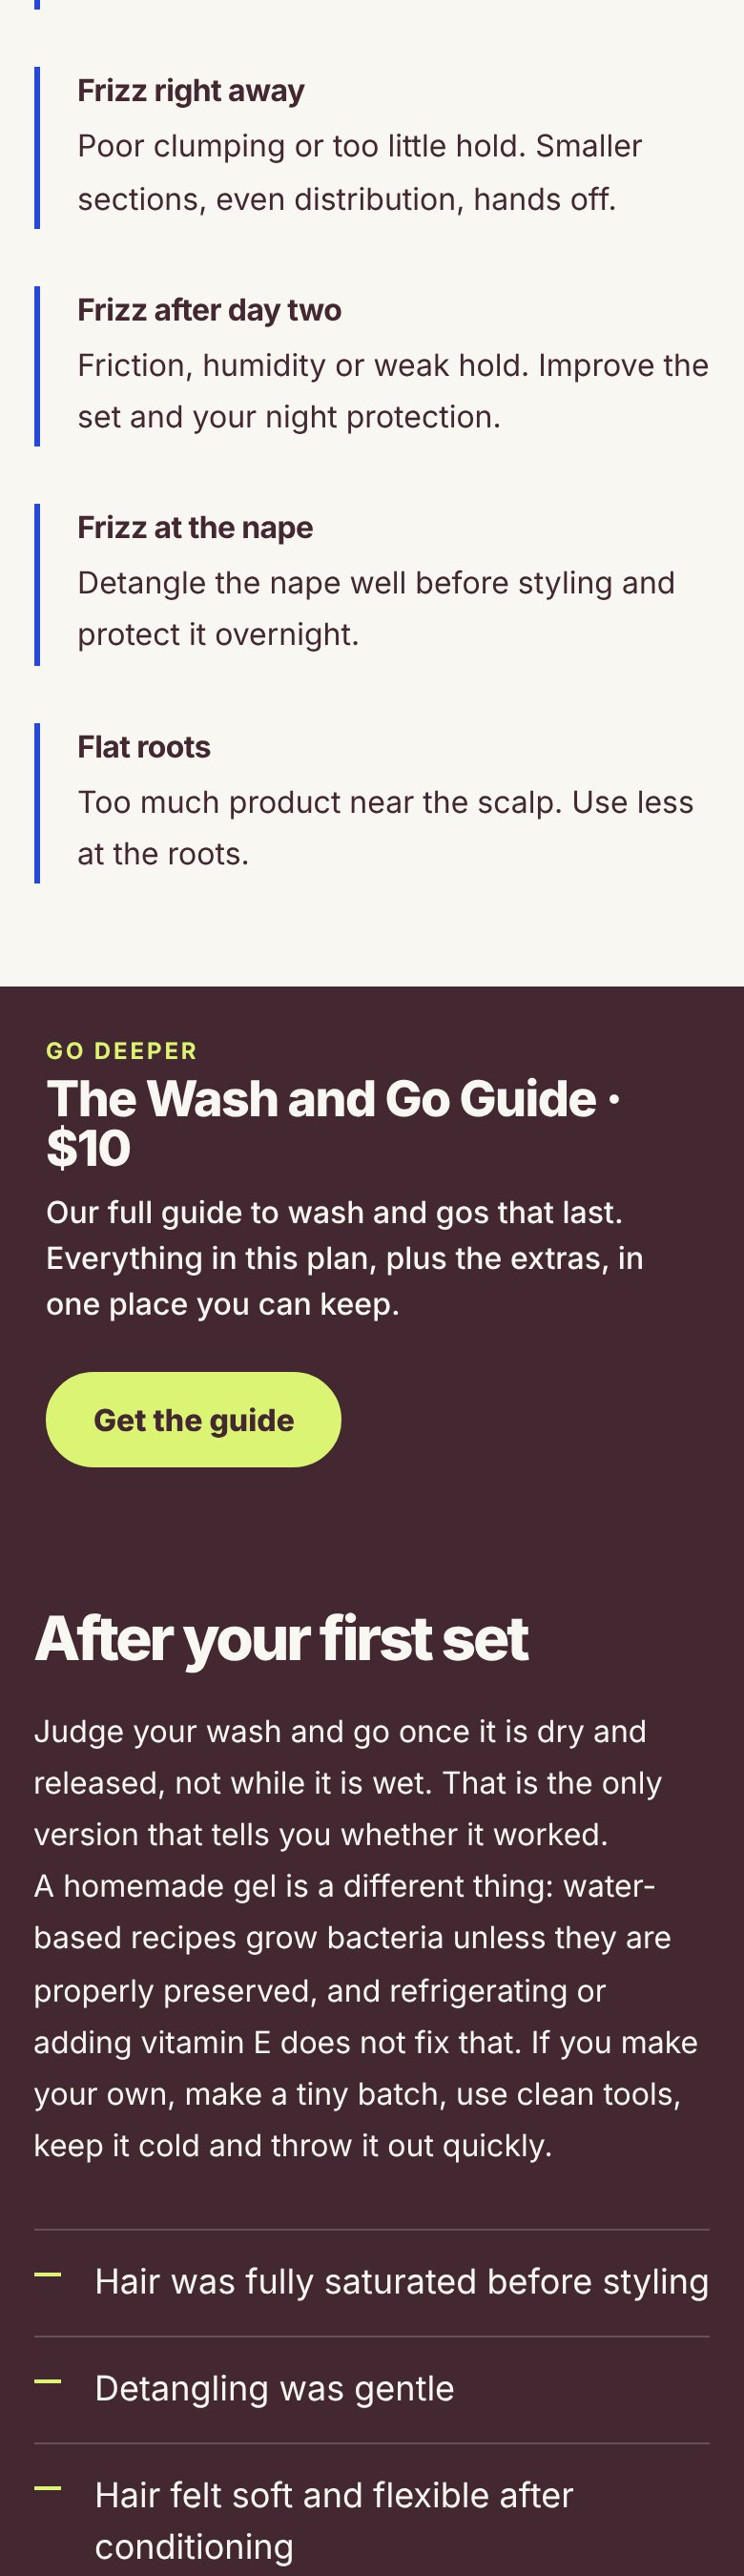 Frizz right away
Poor clumping or too little hold. Smaller
sections, even distribution, hands off.
Frizz after day two
Friction, humidity or weak hold. Improve the
set and your night protection.
Frizz at the nape
Detangle the nape well before styling and
protect it overnight.
Flat roots
Too much product near the scalp. Use less
at the roots.
GO DEEPER
The Wash and Go Guide ·
$10
Our full guide to wash and gos that last.
Everything in this plan, plus the extras, in
one place you can keep.
Get the guide
After your first set
Judge your wash and go once it is dry and
released, not while it is wet. That is the only
version that tells you whether it worked.
A homemade gel is a different thing: water-
based recipes grow bacteria unless they are
properly preserved, and refrigerating or
adding vitamin E does not fix that. If you make
your own, make a tiny batch, use clean tools,
keep it cold and throw it out quickly.
Hair was fully saturated before styling
Detangling was gentle
Hair felt soft and flexible after
conditioning